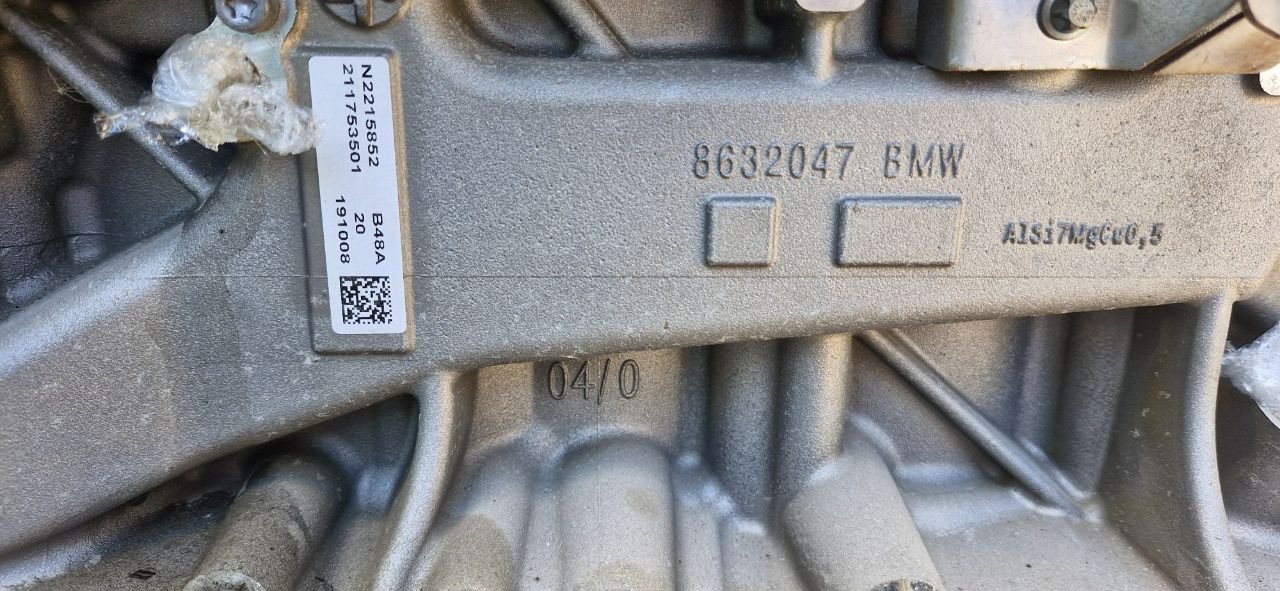 N2215852 B48A
211753501 20
191008
8632047 BMW
AlSi7MgCu0,5
04/0